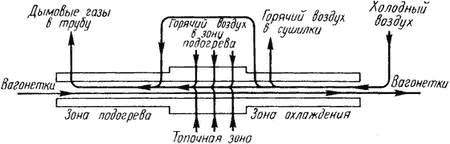 Дымовые газы
в трубу
Горячий воздух
в зону
подогрева
Горячий воздух
в сушилки
Холодный
воздух
Вагонетки
Вагонетки
Зона подогрева
Зона охлаждения
Топочная зона